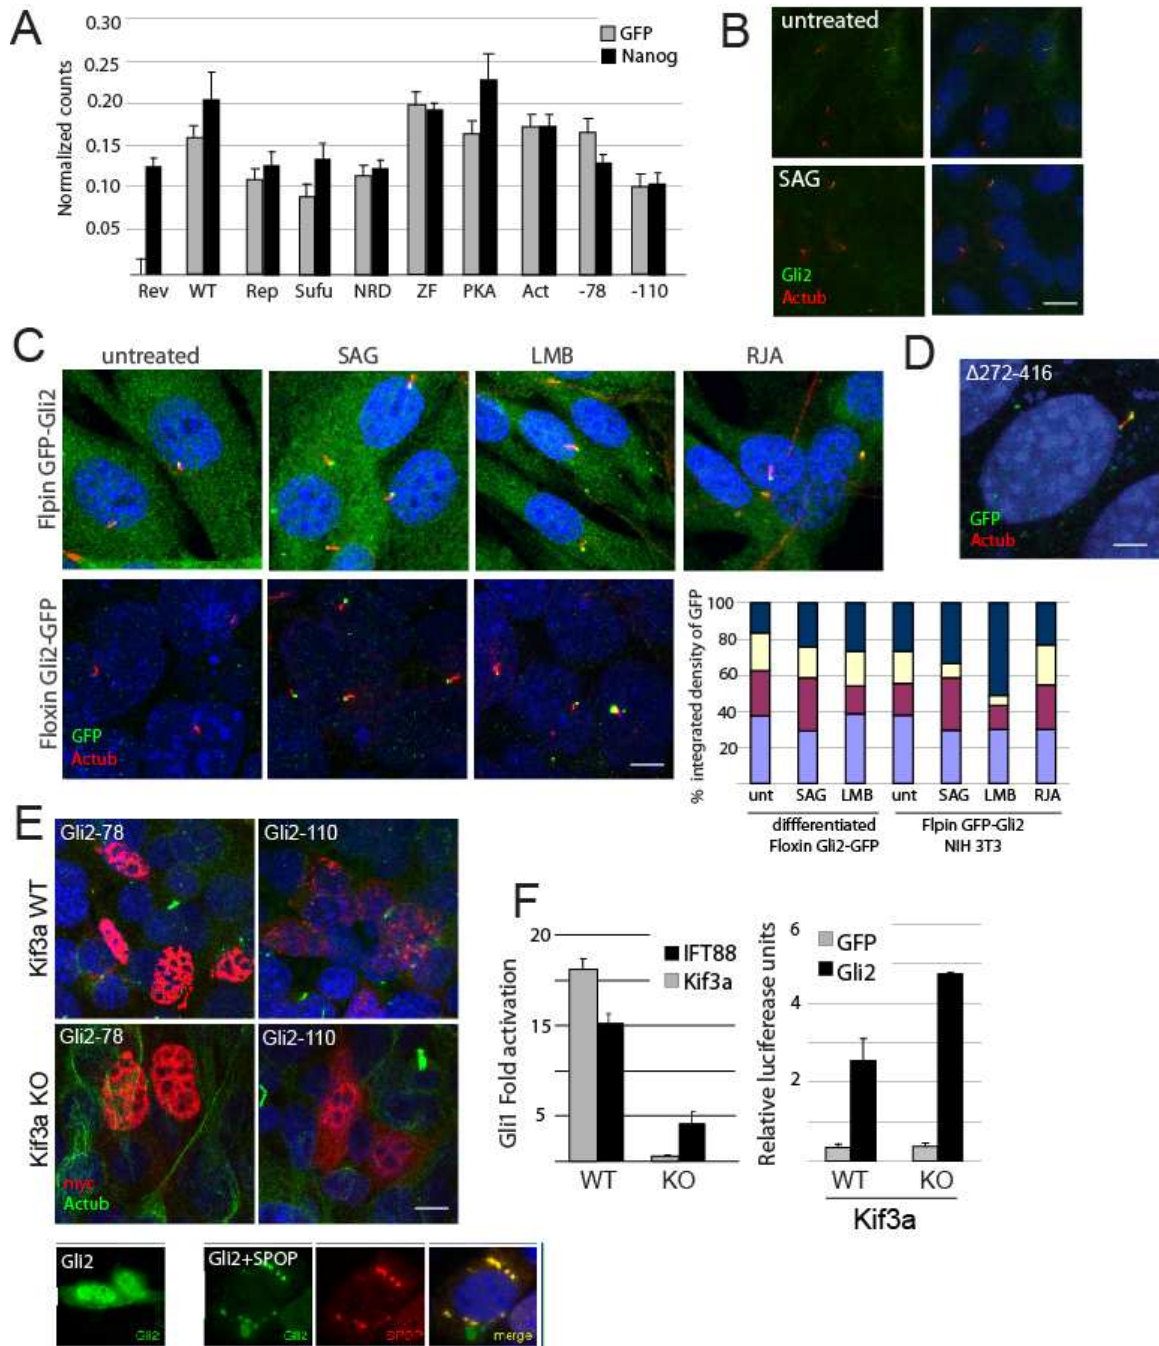 A
0.30
0.25
0.20
0.15
0.10
0.05
Normalized counts
GFP
Nanog
Rev WT Rep Sufu NRD ZF PKA Act -78 -110
B
untreated
SAG
Gli2
Actub
C
untreated SAG LMB RJA
Flpin GFP-Gli2
Floxin Gli2-GFP
GFP
Actub
D
Δ272-416
GFP
Actub
% integrated density of GFP
100
80
60
40
20
unt SAG LMB unt SAG LMB RJA
diffferentiated
Floxin Gli2-GFP
Flpin GFP-Gli2
NIH 3T3
E
Kif3a WT
Gli2-78 Gli2-110
Kif3a KO
Gli2-78 Gli2-110
myc
Actub
Gli2
Gli2
Gli2+SPOP
Gli2
SPOP
merge
F
Gli1 Fold activation
20
15
5
IFT88
Kif3a
WT KO
Relative luciferease units
6
4
2
GFP
Gli2
WT KO
Kif3a